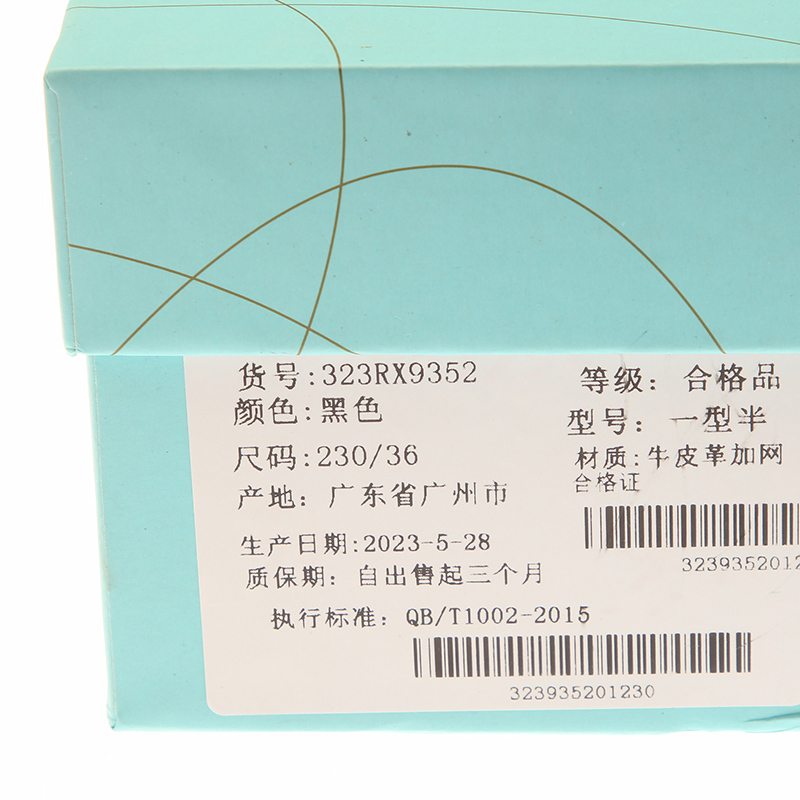 货号:323RX9352
等级：合格品
颜色:黑色
型号：一型半
尺码:230/36
材质:牛皮革加网
产地：广东省广州市
合格证
生产日期:2023-5-28
质保期：自出售起三个月
3239352012
执行标准：QB/T1002-2015
323935201230